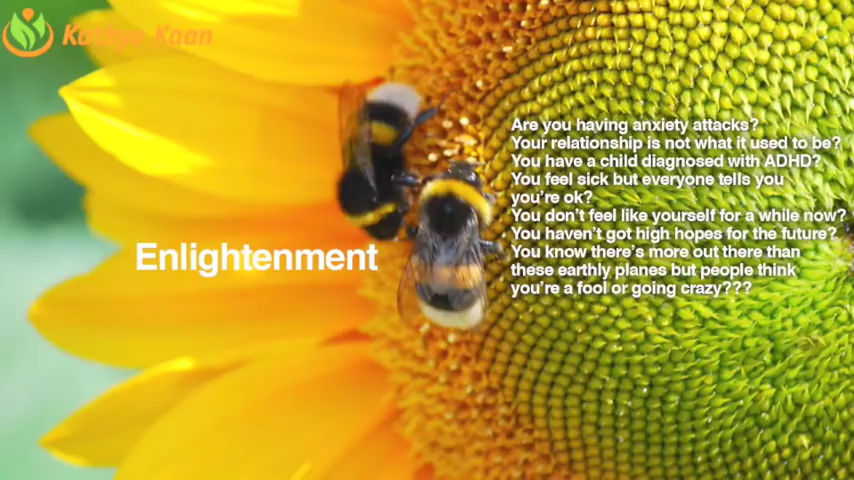 Kathya Kaan
Enlightenment
Are you having anxiety attacks?
Your relationship is not what it used to be?
You have a child diagnosed with ADHD?
You feel sick but everyone tells you
you're ok?
You don't feel like yourself for a while now?
You haven't got high hopes for the future?
You know there's more out there than
these earthly planes but people think
you're a fool or going crazy???